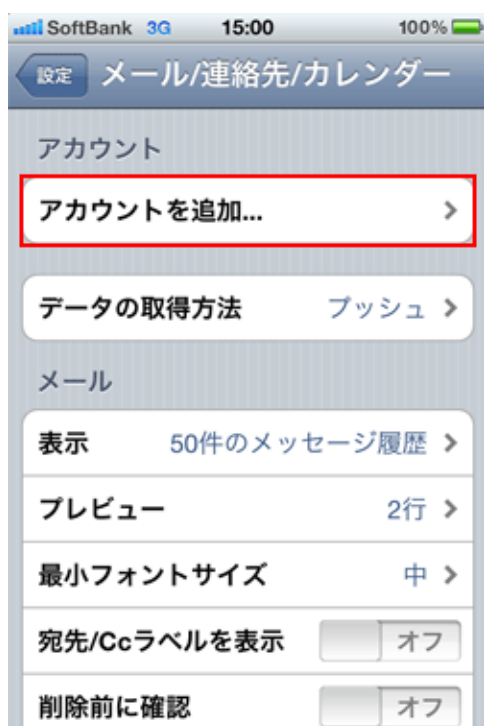 SoftBank 3G 15:00 100%
設定 メール/連絡先/カレンダー
アカウント
アカウントを追加...
データの取得方法 プッシュ
メール
表示 50件のメッセージ履歴
プレビュー 2行
最小フォントサイズ 中
宛先/Ccラベルを表示 オフ
削除前に確認 オフ